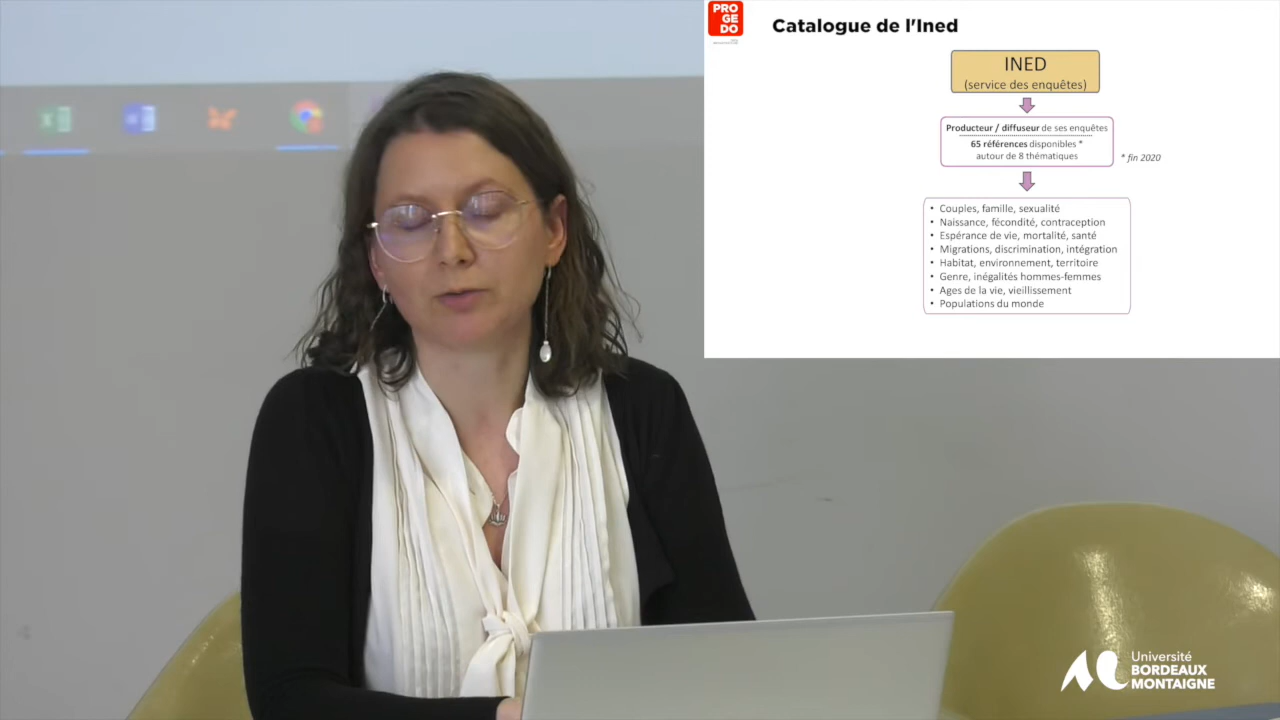 PRO
GE
DO
Catalogue de l'Ined
INED
(service des enquêtes)
Producteur / diffuseur de ses enquêtes
65 références disponibles *
autour de 8 thématiques
* fin 2020
• Couples, famille, sexualité
• Naissance, fécondité, contraception
• Espérance de vie, mortalité, santé
• Migrations, discrimination, intégration
• Habitat, environnement, territoire
• Genre, inégalités hommes-femmes
• Ages de la vie, vieillissement
• Populations du monde
Université
BORDEAUX
MONTAIGNE